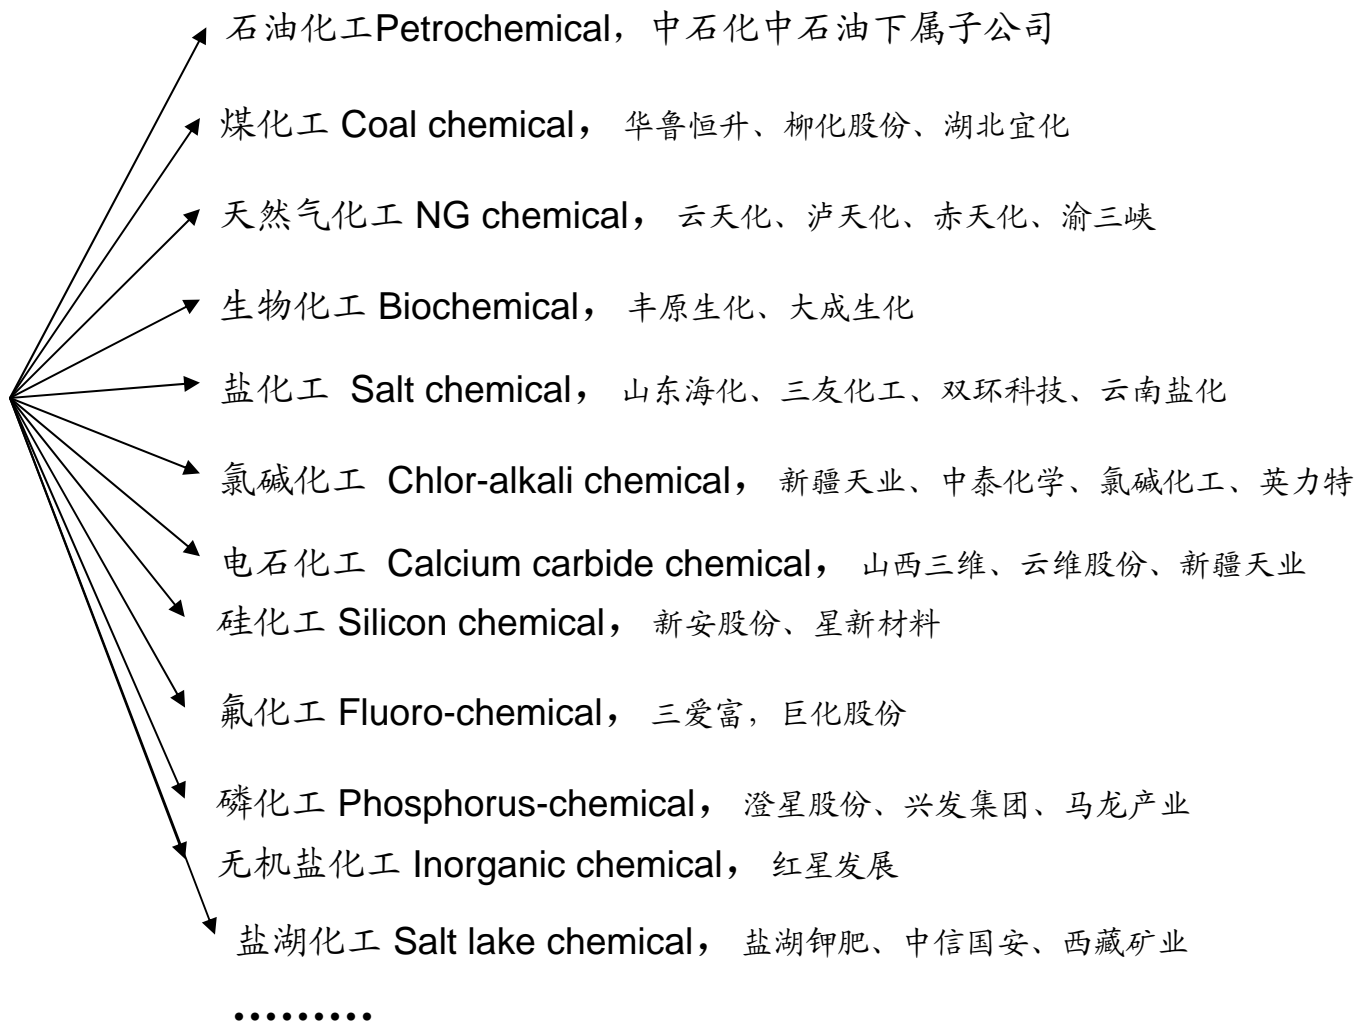 石油化工Petrochemical，中石化中石油下属子公司
煤化工 Coal chemical， 华鲁恒升、柳化股份、湖北宜化
天然气化工 NG chemical， 云天化、泸天化、赤天化、渝三峡
生物化工 Biochemical， 丰原生化、大成生化
盐化工 Salt chemical， 山东海化、三友化工、双环科技、云南盐化
氯碱化工 Chlor-alkali chemical， 新疆天业、中泰化学、氯碱化工、英力特
电石化工 Calcium carbide chemical， 山西三维、云维股份、新疆天业
硅化工 Silicon chemical， 新安股份、星新材料
氟化工 Fluoro-chemical， 三爱富，巨化股份
磷化工 Phosphorus-chemical， 澄星股份、兴发集团、马龙产业
无机盐化工 Inorganic chemical， 红星发展
盐湖化工 Salt lake chemical， 盐湖钾肥、中信国安、西藏矿业
………